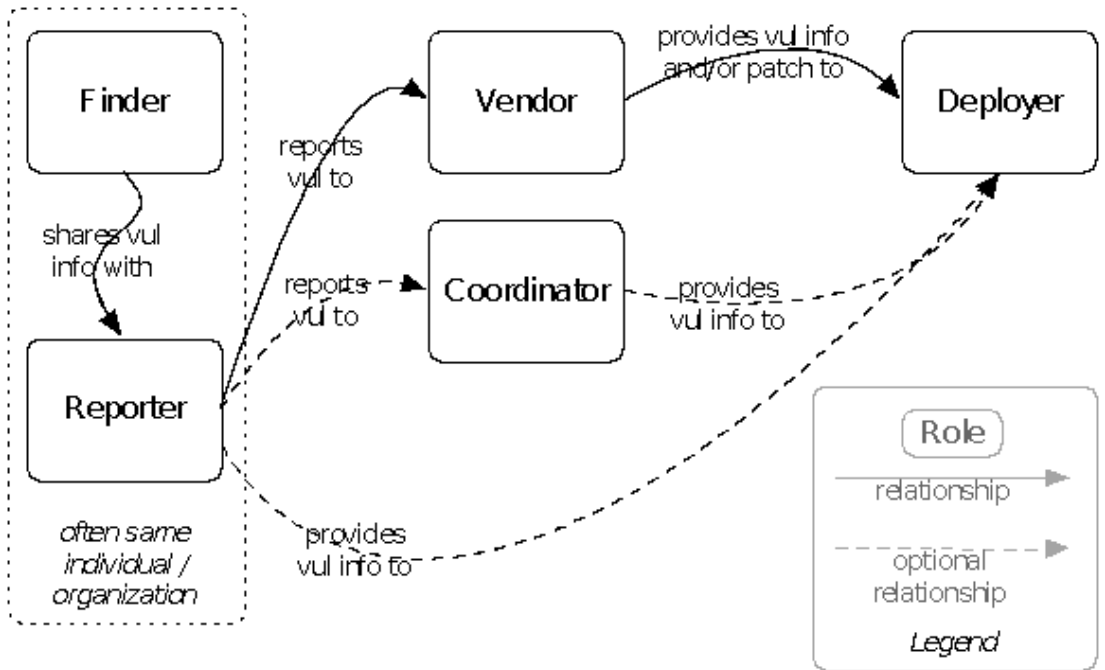 Finder
shares vul
info with
Reporter
often same
individual /
organization
reports
vul to
reports
vul to
provides
vul info to
Vendor
Coordinator
provides vul info
and/or patch to
provides
vul info to
Deployer
Role
relationship
optional
relationship
Legend